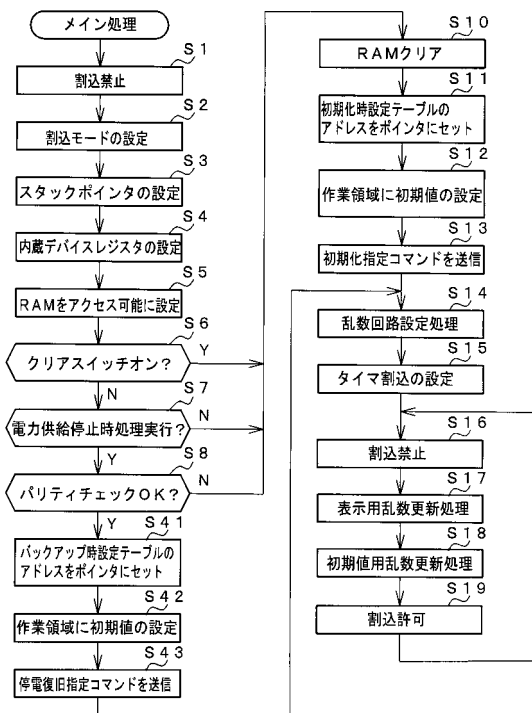 メイン処理
S1
割込禁止
S2
割込モードの設定
S3
スタックポインタの設定
S4
内蔵デバイスレジスタの設定
S5
RAMをアクセス可能に設定
S6
クリアスイッチオン?
Y
N
S7
電力供給停止時処理実行?
N
Y
S8
パリティチェックOK?
N
Y
S41
バックアップ時設定テーブルの
アドレスをポインタにセット
S42
作業領域に初期値の設定
S43
停電復旧指定コマンドを送信
S10
RAMクリア
S11
初期化時設定テーブルの
アドレスをポインタにセット
S12
作業領域に初期値の設定
S13
初期化指定コマンドを送信
S14
乱数回路設定処理
S15
タイマ割込の設定
S16
割込禁止
S17
表示用乱数更新処理
S18
初期値用乱数更新処理
S19
割込許可